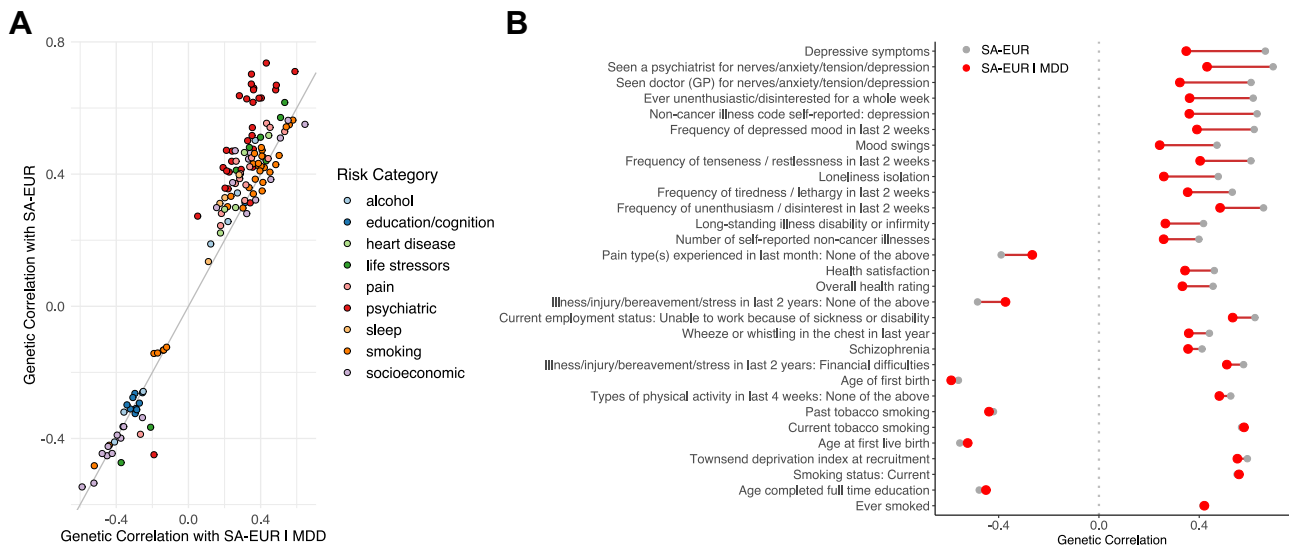 A
Genetic Correlation with SA-EUR
0.8
0.4
0.0
-0.4
-0.4
0.0
0.4
Genetic Correlation with SA-EUR I MDD
Risk Category
alcohol
education/cognition
heart disease
life stressors
pain
psychiatric
sleep
smoking
socioeconomic
B
SA-EUR
SA-EUR I MDD
Depressive symptoms
Seen a psychiatrist for nerves/anxiety/tension/depression
Seen doctor (GP) for nerves/anxiety/tension/depression
Ever unenthusiastic/disinterested for a whole week
Non-cancer illness code self-reported: depression
Frequency of depressed mood in last 2 weeks
Mood swings
Frequency of tenseness / restlessness in last 2 weeks
Loneliness isolation
Frequency of tiredness / lethargy in last 2 weeks
Frequency of unenthusiasm / disinterest in last 2 weeks
Long-standing illness disability or infirmity
Number of self-reported non-cancer illnesses
Pain type(s) experienced in last month: None of the above
Health satisfaction
Overall health rating
Illness/injury/bereavement/stress in last 2 years: None of the above
Current employment status: Unable to work because of sickness or disability
Wheeze or whistling in the chest in last year
Schizophrenia
Illness/injury/bereavement/stress in last 2 years: Financial difficulties
Age of first birth
Types of physical activity in last 4 weeks: None of the above
Past tobacco smoking
Current tobacco smoking
Age at first live birth
Townsend deprivation index at recruitment
Smoking status: Current
Age completed full time education
Ever smoked
-0.4
0.0
0.4
Genetic Correlation